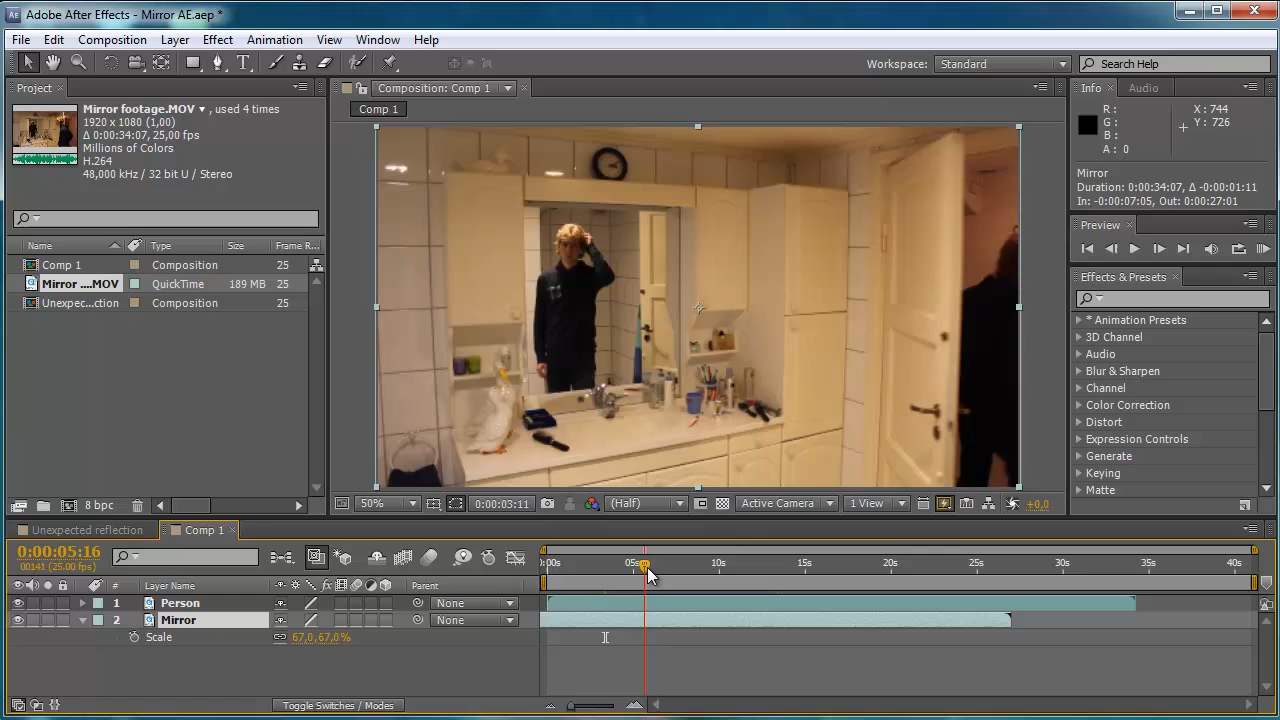 Adobe After Effects - Mirror AE.aep *
File Edit Composition Layer Effect Animation View Window Help
Workspace: Standard Search Help
Project
Mirror footage.MOV ▾ , used 4 times
1920 x 1080 (1,00)
Δ 0:00:34:07, 25,00 fps
Millions of Colors
H.264
48,000 kHz / 32 bit U / Stereo
Name Type Size Frame R...
Comp 1 Composition 25
Mirror ....MOV QuickTime 189 MB 25
Unexpec...ction Composition 25
8 bpc
Composition: Comp 1
Comp 1
50% 0:00:03:11 (Half) Active Camera 1 View +0,0
Info Audio
R :
G :
B :
A : 0
X : 744
Y : 726
Mirror
Duration: 0:00:34:07, Δ -0:00:01:11
In: -0:00:07:05, Out: 0:00:27:01
Preview
Effects & Presets
* Animation Presets
3D Channel
Audio
Blur & Sharpen
Channel
Color Correction
Distort
Expression Controls
Generate
Keying
Matte
Unexpected reflection Comp 1
0:00:05:16
00141 (25.00 fps)
0:00s 05s 10s 15s 20s 25s 30s 35s 40s
# Layer Name Parent
1 Person None
2 Mirror None
Scale 67,0,67,0%
Toggle Switches / Modes